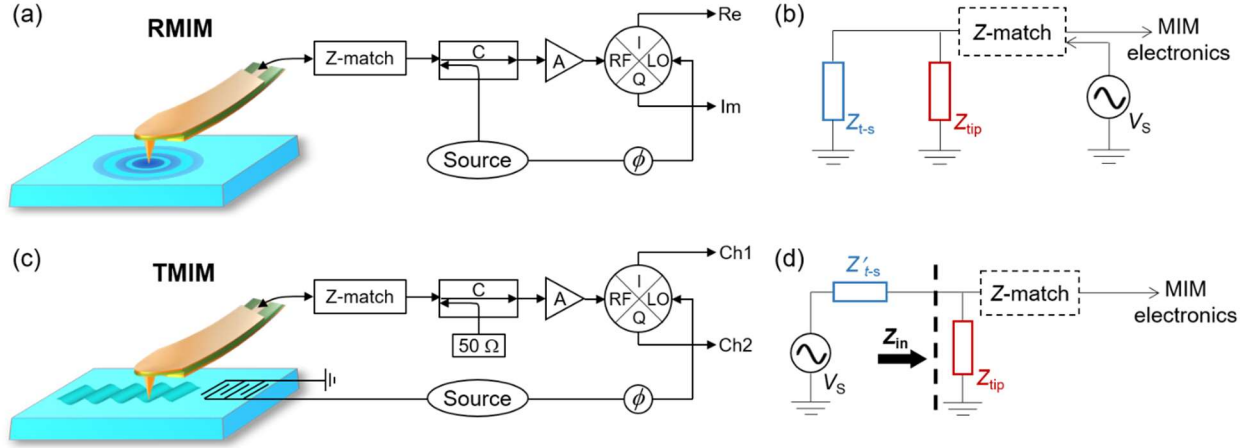 (a)
RMIM
Z-match
C
A
I
RF
LO
Q
Re
Im
Source
ϕ
(b)
Z-match
MIM
electronics
Zt-s
Ztip
VS
(c)
TMIM
Z-match
C
50 Ω
A
I
RF
LO
Q
Ch1
Ch2
Source
ϕ
(d)
Z't-s
Z-match
MIM
electronics
Zin
VS
Ztip